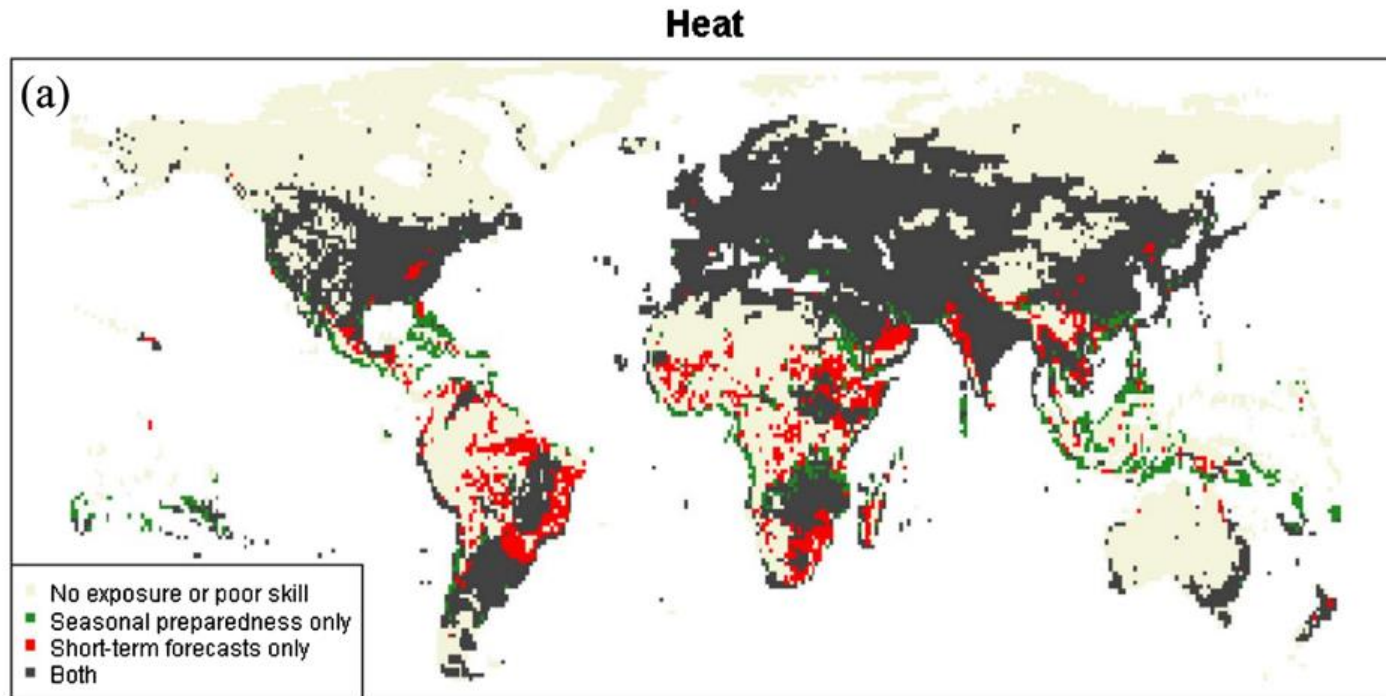 Heat
(a)
No exposure or poor skill
Seasonal preparedness only
Short-term forecasts only
Both